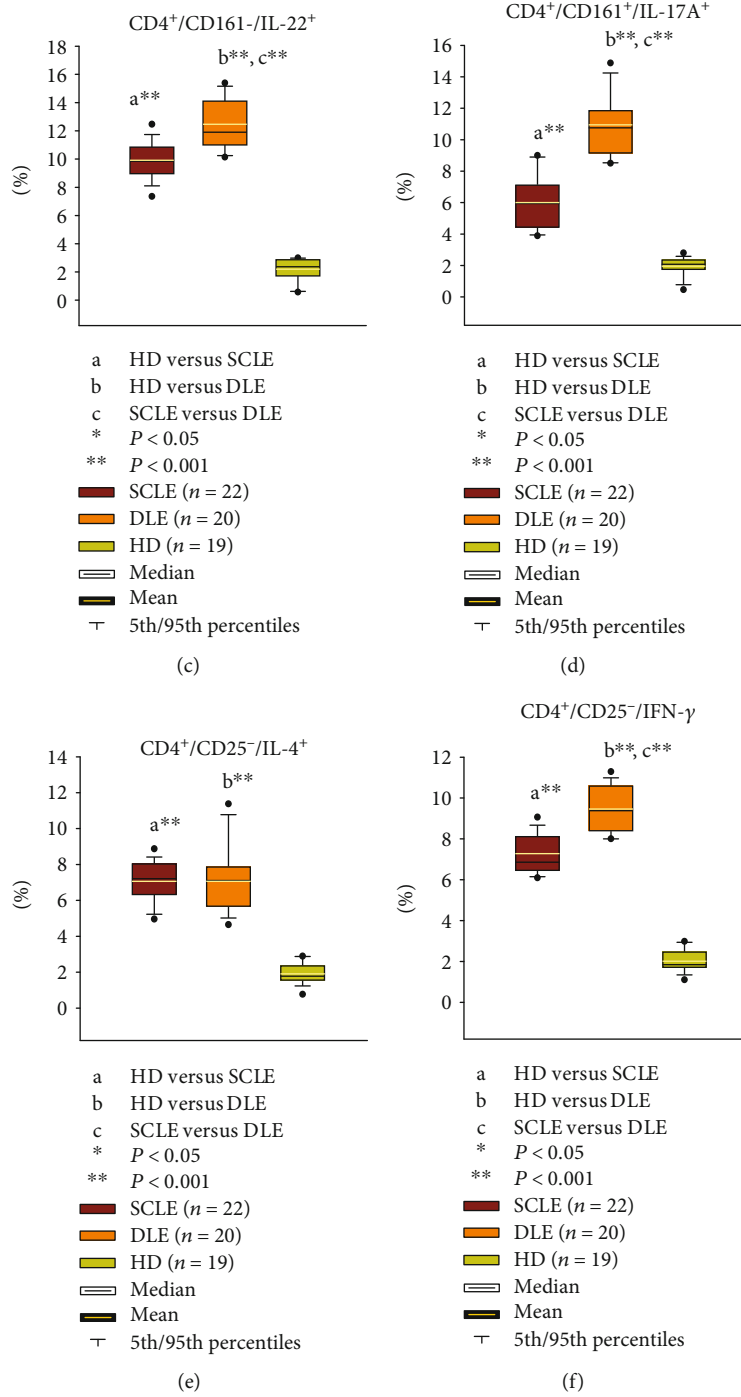 CD4⁺/CD161-/IL-22⁺
18
16
14
12
10
8
6
4
2
0
(%)
a**
b**, c**
a HD versus SCLE
b HD versus DLE
c SCLE versus DLE
* P < 0.05
** P < 0.001
SCLE (n = 22)
DLE (n = 20)
HD (n = 19)
Median
Mean
5th/95th percentiles
(c)
CD4⁺/CD161⁺/IL-17A⁺
16
14
12
10
8
6
4
2
0
(%)
a**
b**, c**
a HD versus SCLE
b HD versus DLE
c SCLE versus DLE
* P < 0.05
** P < 0.001
SCLE (n = 22)
DLE (n = 20)
HD (n = 19)
Median
Mean
5th/95th percentiles
(d)
CD4⁺/CD25⁻/IL-4⁺
14
12
10
8
6
4
2
0
(%)
a**
b**
a HD versus SCLE
b HD versus DLE
c SCLE versus DLE
* P < 0.05
** P < 0.001
SCLE (n = 22)
DLE (n = 20)
HD (n = 19)
Median
Mean
5th/95th percentiles
(e)
CD4⁺/CD25⁻/IFN-γ
12
10
8
6
4
2
0
(%)
a**
b**, c**
a HD versus SCLE
b HD versus DLE
c SCLE versus DLE
* P < 0.05
** P < 0.001
SCLE (n = 22)
DLE (n = 20)
HD (n = 19)
Median
Mean
5th/95th percentiles
(f)